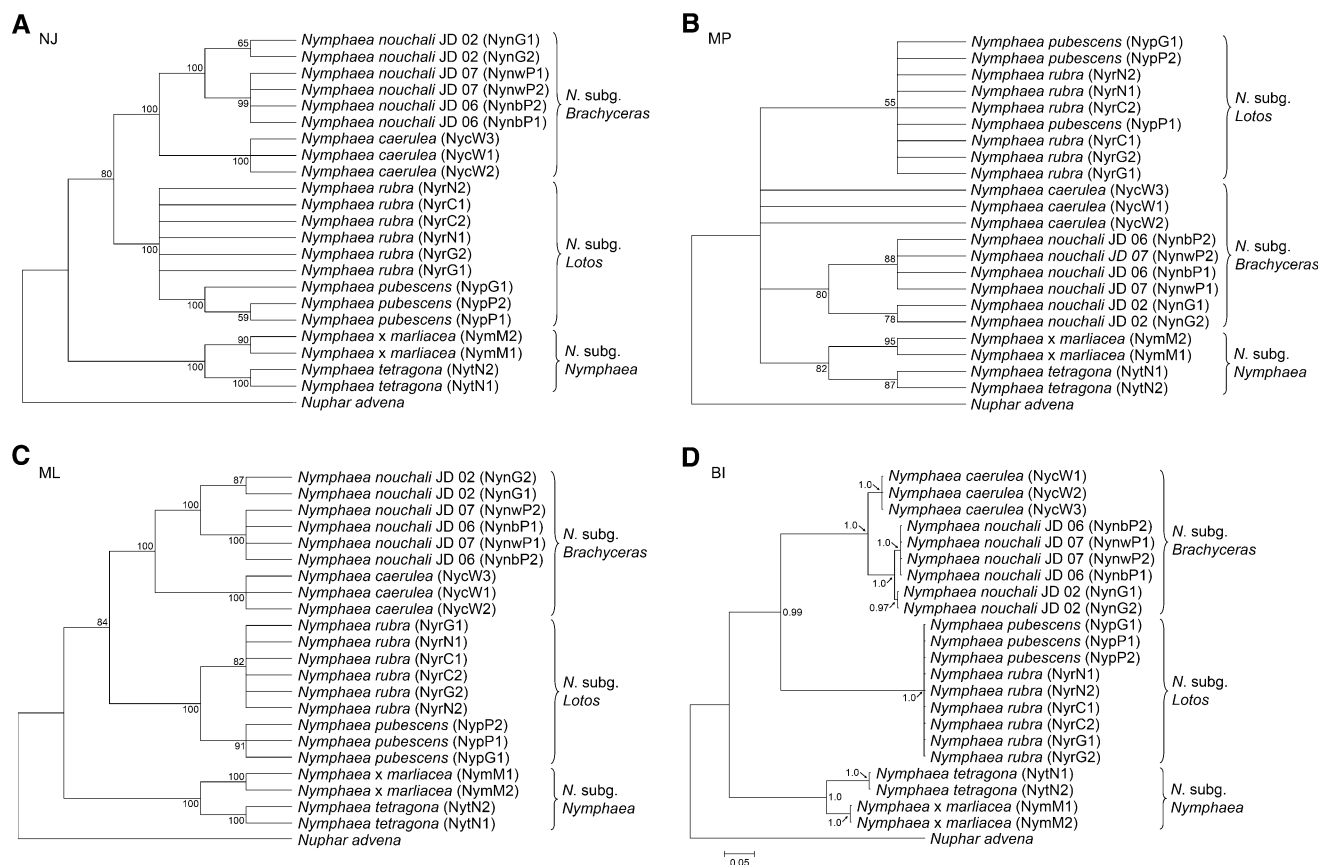 A
NJ
Nymphaea nouchali JD 02 (NynG1)
65
Nymphaea nouchali JD 02 (NynG2)
100
Nymphaea nouchali JD 07 (NynwP1)
Nymphaea nouchali JD 07 (NynwP2)
99
Nymphaea nouchali JD 06 (NynbP2)
Nymphaea nouchali JD 06 (NynbP1)
100
Nymphaea caerulea (NycW3)
Nymphaea caerulea (NycW1)
100
Nymphaea caerulea (NycW2)
N. subg.
Brachyceras
80
Nymphaea rubra (NyrN2)
Nymphaea rubra (NyrC1)
Nymphaea rubra (NyrC2)
Nymphaea rubra (NyrN1)
100
Nymphaea rubra (NyrG2)
Nymphaea rubra (NyrG1)
Nymphaea pubescens (NypG1)
100
Nymphaea pubescens (NypP2)
59
Nymphaea pubescens (NypP1)
N. subg.
Lotos
90
Nymphaea x marliacea (NymM2)
Nymphaea x marliacea (NymM1)
100
Nymphaea tetragona (NytN2)
100
Nymphaea tetragona (NytN1)
N. subg.
Nymphaea
Nuphar advena
B
MP
Nymphaea pubescens (NypG1)
Nymphaea pubescens (NypP2)
Nymphaea rubra (NyrN2)
Nymphaea rubra (NyrN1)
55
Nymphaea rubra (NyrC2)
Nymphaea pubescens (NypP1)
Nymphaea rubra (NyrC1)
Nymphaea rubra (NyrG2)
Nymphaea rubra (NyrG1)
N. subg.
Lotos
Nymphaea caerulea (NycW3)
Nymphaea caerulea (NycW1)
Nymphaea caerulea (NycW2)
Nymphaea nouchali JD 06 (NynbP2)
88
Nymphaea nouchali JD 07 (NynwP2)
Nymphaea nouchali JD 06 (NynbP1)
80
Nymphaea nouchali JD 07 (NynwP1)
Nymphaea nouchali JD 02 (NynG1)
78
Nymphaea nouchali JD 02 (NynG2)
N. subg.
Brachyceras
95
Nymphaea x marliacea (NymM2)
Nymphaea x marliacea (NymM1)
82
Nymphaea tetragona (NytN1)
87
Nymphaea tetragona (NytN2)
N. subg.
Nymphaea
Nuphar advena
C
ML
87
Nymphaea nouchali JD 02 (NynG2)
Nymphaea nouchali JD 02 (NynG1)
100
Nymphaea nouchali JD 07 (NynwP2)
Nymphaea nouchali JD 06 (NynbP1)
100
Nymphaea nouchali JD 07 (NynwP1)
Nymphaea nouchali JD 06 (NynbP2)
100
Nymphaea caerulea (NycW3)
Nymphaea caerulea (NycW1)
100
Nymphaea caerulea (NycW2)
N. subg.
Brachyceras
84
Nymphaea rubra (NyrG1)
Nymphaea rubra (NyrN1)
82
Nymphaea rubra (NyrC1)
Nymphaea rubra (NyrC2)
Nymphaea rubra (NyrG2)
100
Nymphaea rubra (NyrN2)
Nymphaea pubescens (NypP2)
91
Nymphaea pubescens (NypP1)
Nymphaea pubescens (NypG1)
N. subg.
Lotos
100
Nymphaea x marliacea (NymM1)
Nymphaea x marliacea (NymM2)
100
Nymphaea tetragona (NytN2)
100
Nymphaea tetragona (NytN1)
N. subg.
Nymphaea
Nuphar advena
D
BI
Nymphaea caerulea (NycW1)
1.0
Nymphaea caerulea (NycW2)
Nymphaea caerulea (NycW3)
1.0
Nymphaea nouchali JD 06 (NynbP2)
1.0
Nymphaea nouchali JD 07 (NynwP1)
Nymphaea nouchali JD 07 (NynwP2)
1.0
Nymphaea nouchali JD 06 (NynbP1)
Nymphaea nouchali JD 02 (NynG1)
0.97
Nymphaea nouchali JD 02 (NynG2)
N. subg.
Brachyceras
0.99
Nymphaea pubescens (NypG1)
Nymphaea pubescens (NypP1)
Nymphaea pubescens (NypP2)
Nymphaea rubra (NyrN1)
1.0
Nymphaea rubra (NyrN2)
Nymphaea rubra (NyrC1)
Nymphaea rubra (NyrC2)
Nymphaea rubra (NyrG1)
Nymphaea rubra (NyrG2)
N. subg.
Lotos
1.0
Nymphaea tetragona (NytN1)
Nymphaea tetragona (NytN2)
1.0
Nymphaea x marliacea (NymM1)
1.0
Nymphaea x marliacea (NymM2)
N. subg.
Nymphaea
Nuphar advena
0.05